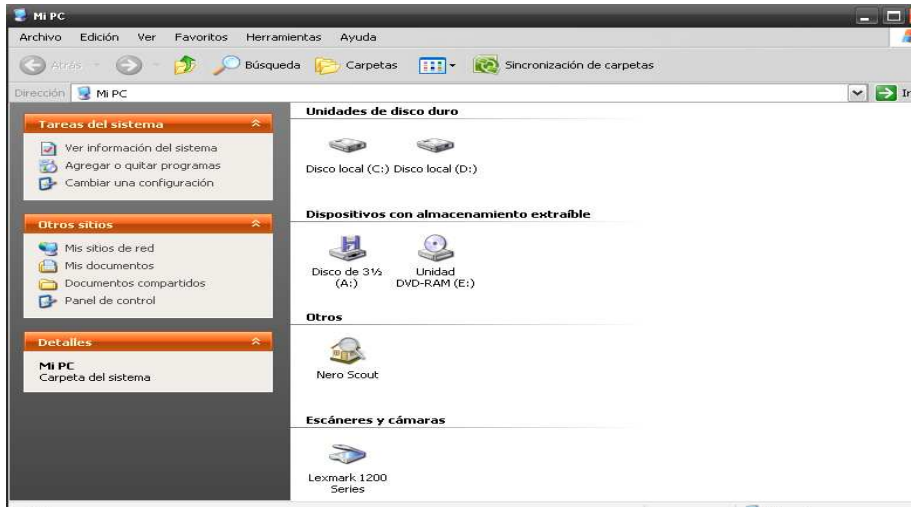 Mi PC
Archivo Edición Ver Favoritos Herramientas Ayuda
Atrás Búsqueda Carpetas Sincronización de carpetas
Dirección Mi PC Ir
Tareas del sistema
Ver información del sistema
Agregar o quitar programas
Cambiar una configuración
Otros sitios
Mis sitios de red
Mis documentos
Documentos compartidos
Panel de control
Detalles
Mi PC
Carpeta del sistema
Unidades de disco duro
Disco local (C:) Disco local (D:)
Dispositivos con almacenamiento extraíble
Disco de 3½ (A:)
Unidad DVD-RAM (E:)
Otros
Nero Scout
Escáneres y cámaras
Lexmark 1200
Series